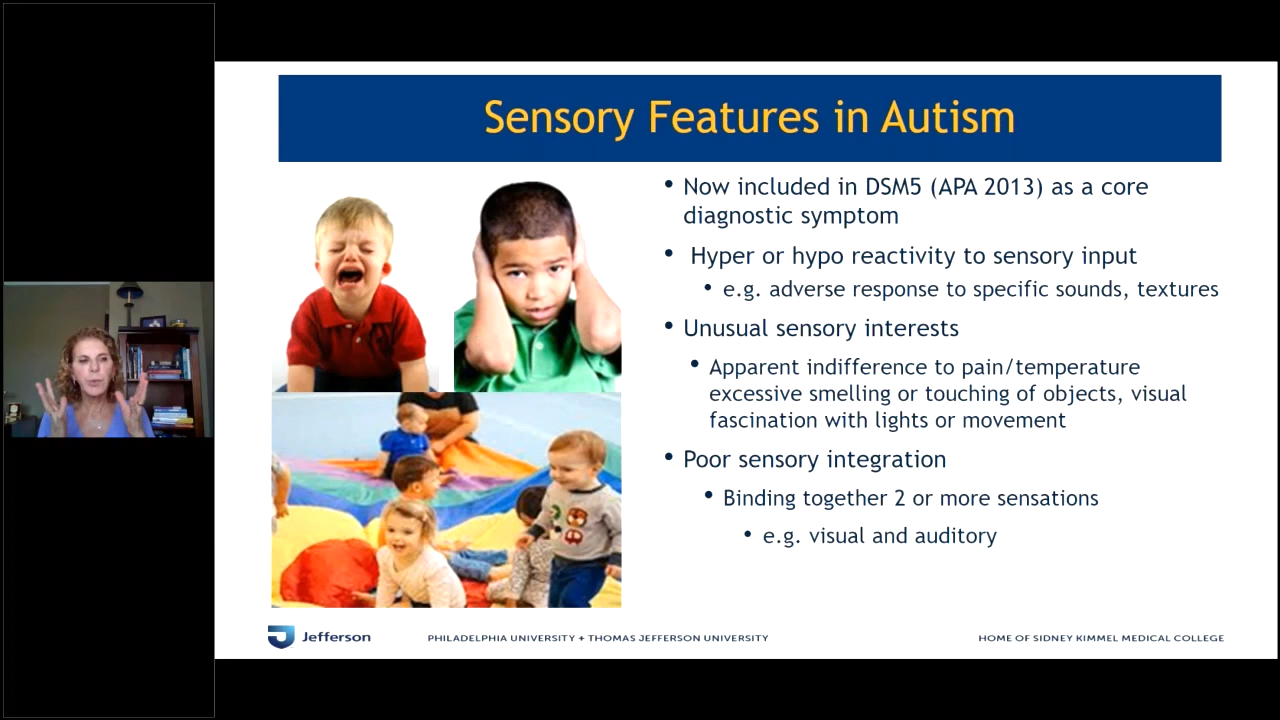 Sensory Features in Autism
• Now included in DSM5 (APA 2013) as a core
diagnostic symptom
• Hyper or hypo reactivity to sensory input
• e.g. adverse response to specific sounds, textures
• Unusual sensory interests
• Apparent indifference to pain/temperature
excessive smelling or touching of objects, visual
fascination with lights or movement
• Poor sensory integration
• Binding together 2 or more sensations
• e.g. visual and auditory
Jefferson
PHILADELPHIA UNIVERSITY + THOMAS JEFFERSON UNIVERSITY
HOME OF SIDNEY KIMMEL MEDICAL COLLEGE